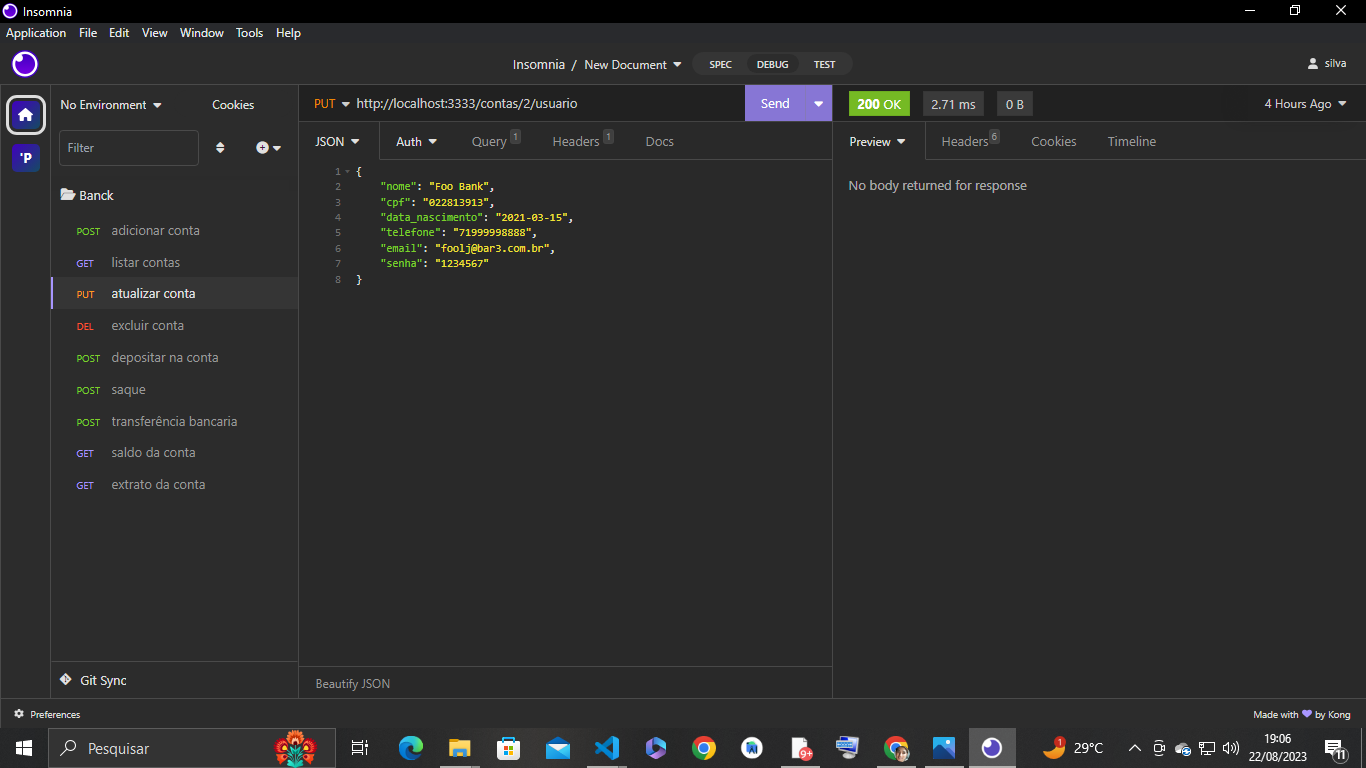 Insomnia
Application File Edit View Window Tools Help
Insomnia / New Document SPEC DEBUG TEST silva
No Environment Cookies
PUT http://localhost:3333/contas/2/usuario Send
200 OK 2.71 ms 0 B 4 Hours Ago
Filter
JSON Auth Query 1 Headers 1 Docs
Preview Headers 6 Cookies Timeline
'P
Banck
POST adicionar conta
GET listar contas
PUT atualizar conta
DEL excluir conta
POST depositar na conta
POST saque
POST transferência bancaria
GET saldo da conta
GET extrato da conta
1 {
2 "nome": "Foo Bank",
3 "cpf": "022813913",
4 "data_nascimento": "2021-03-15",
5 "telefone": "71999998888",
6 "email": "foolj@bar3.com.br",
7 "senha": "1234567"
8 }
No body returned for response
Git Sync
Beautify JSON
Preferences
Made with by Kong
Pesquisar
9+
1
29°C
19:06
22/08/2023
11